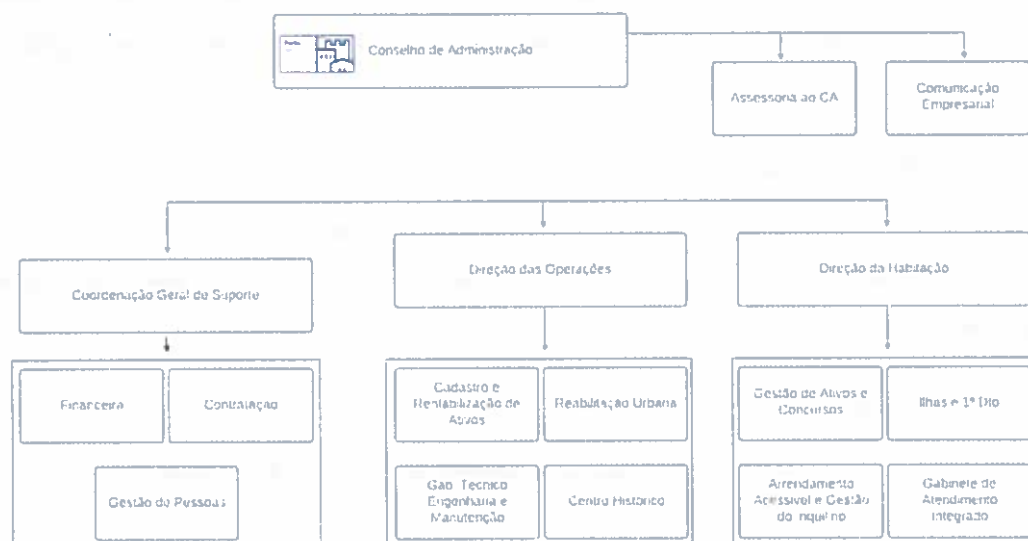 Conselho de Administração
Assessoria ao CA
Comunicação
Empresarial
Coordenação Geral de Suporte
Direção das Operações
Direção da Habitação
Financeira
Contratação
Gestão de Pessoas
Cadastro e
Rentabilização de
Ativos
Reabilitação Urbana
Gab. Técnico
Engenharia e
Manutenção
Centro Histórico
Gestão de Ativos e
Concursos
Ilhas e 1º Dto
Arrendamento
Acessível e Gestão
do Inquilino
Gabinete de
Atendimento
Integrado